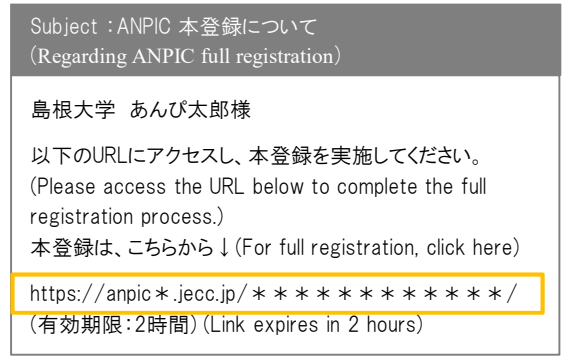 Subject：ANPIC 本登録について
（Regarding ANPIC full registration）
島根大学　あんぴ太郎様
以下のURLにアクセスし、本登録を実施してください。
(Please access the URL below to complete the full
registration process.)
本登録は、こちらから↓(For full registration, click here)
https://anpic＊.jecc.jp/＊＊＊＊＊＊＊＊＊＊＊＊/
(有効期限：2時間) (Link expires in 2 hours)